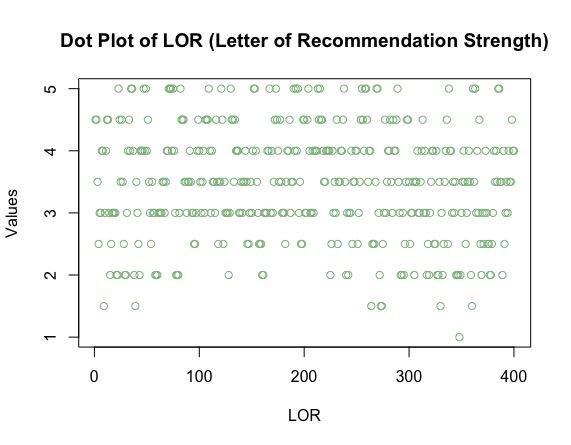 Dot Plot of LOR (Letter of Recommendation Strength)
5
4
3
2
1
Values
0 100 200 300 400
LOR